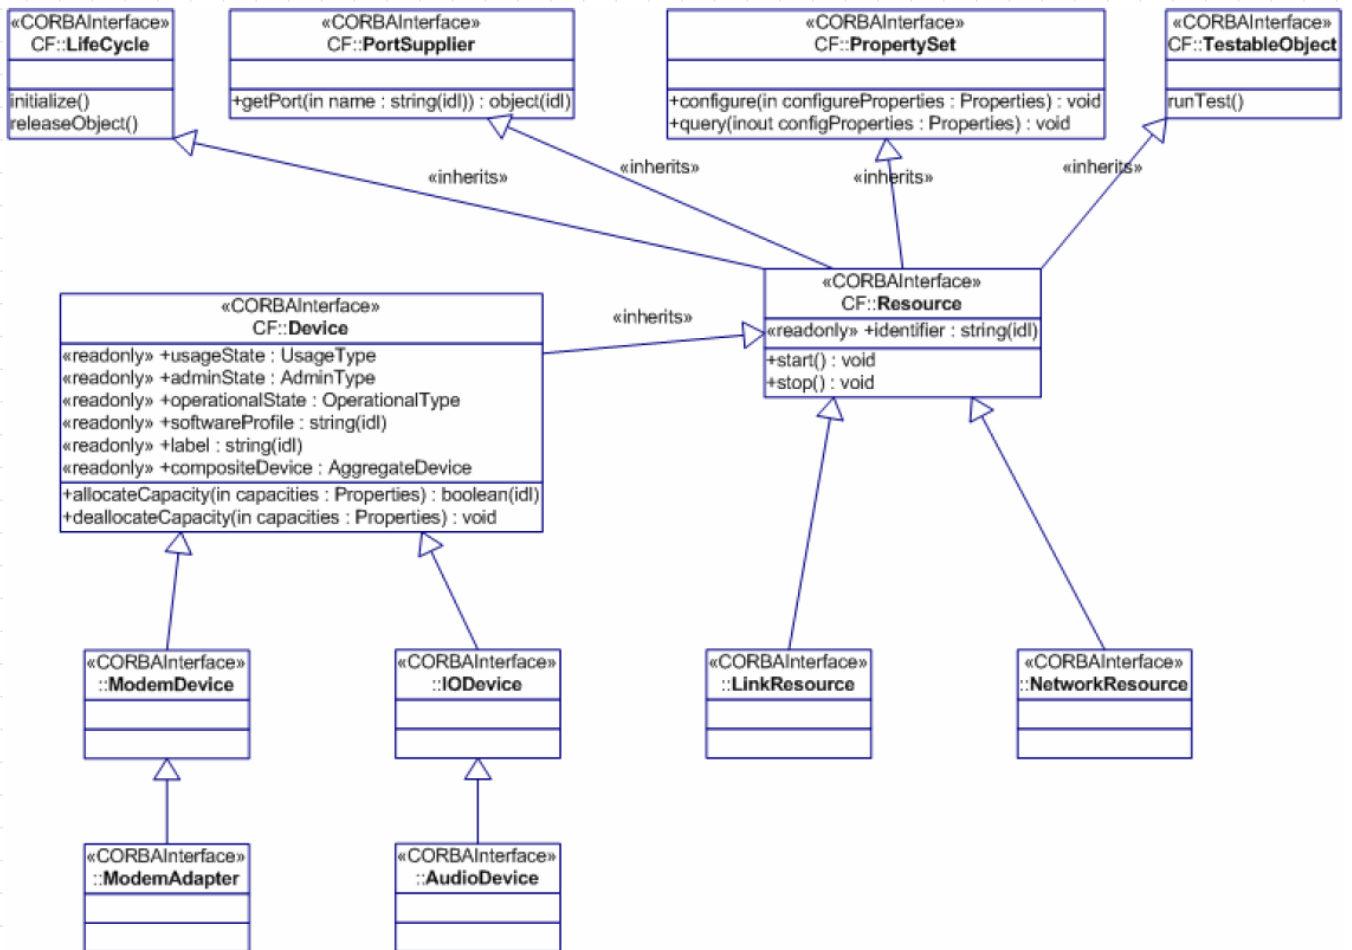 «CORBAInterface»
CF::LifeCycle
initialize()
releaseObject()
«CORBAInterface»
CF::PortSupplier
+getPort(in name : string(idl)) : object(idl)
«CORBAInterface»
CF::PropertySet
+configure(in configureProperties : Properties) : void
+query(inout configProperties : Properties) : void
«CORBAInterface»
CF::TestableObject
runTest()
«inherits»
«inherits»
«inherits»
«inherits»
«CORBAInterface»
CF::Resource
«readonly» +identifier : string(idl)
+start() : void
+stop() : void
«inherits»
«CORBAInterface»
CF::Device
«readonly» +usageState : UsageType
«readonly» +adminState : AdminType
«readonly» +operationalState : OperationalType
«readonly» +softwareProfile : string(idl)
«readonly» +label : string(idl)
«readonly» +compositeDevice : AggregateDevice
+allocateCapacity(in capacities : Properties) : boolean(idl)
+deallocateCapacity(in capacities : Properties) : void
«CORBAInterface»
::ModemDevice
«CORBAInterface»
::IODevice
«CORBAInterface»
::LinkResource
«CORBAInterface»
::NetworkResource
«CORBAInterface»
::ModemAdapter
«CORBAInterface»
::AudioDevice